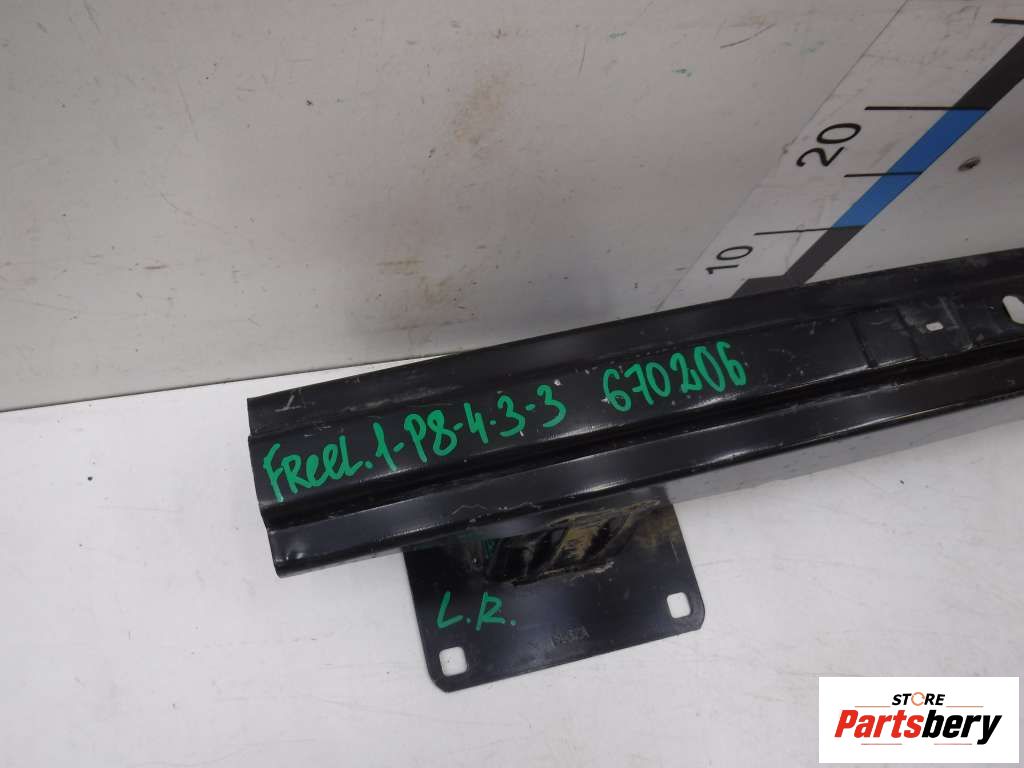 20
10
FReeL.1-P8-4-3-3 670206
L.R.
STORE
Partsbery